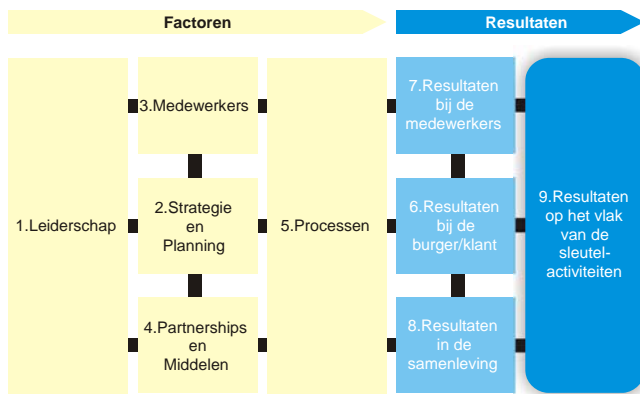 Factoren
Resultaten
1.Leiderschap
3.Medewerkers
2.Strategie
en
Planning
4.Partnerships
en
Middelen
5.Processen
7.Resultaten
bij de
medewerkers
6.Resultaten
bij de
burger/klant
8.Resultaten
in de
samenleving
9.Resultaten
op het vlak
van de
sleutel-
activiteiten